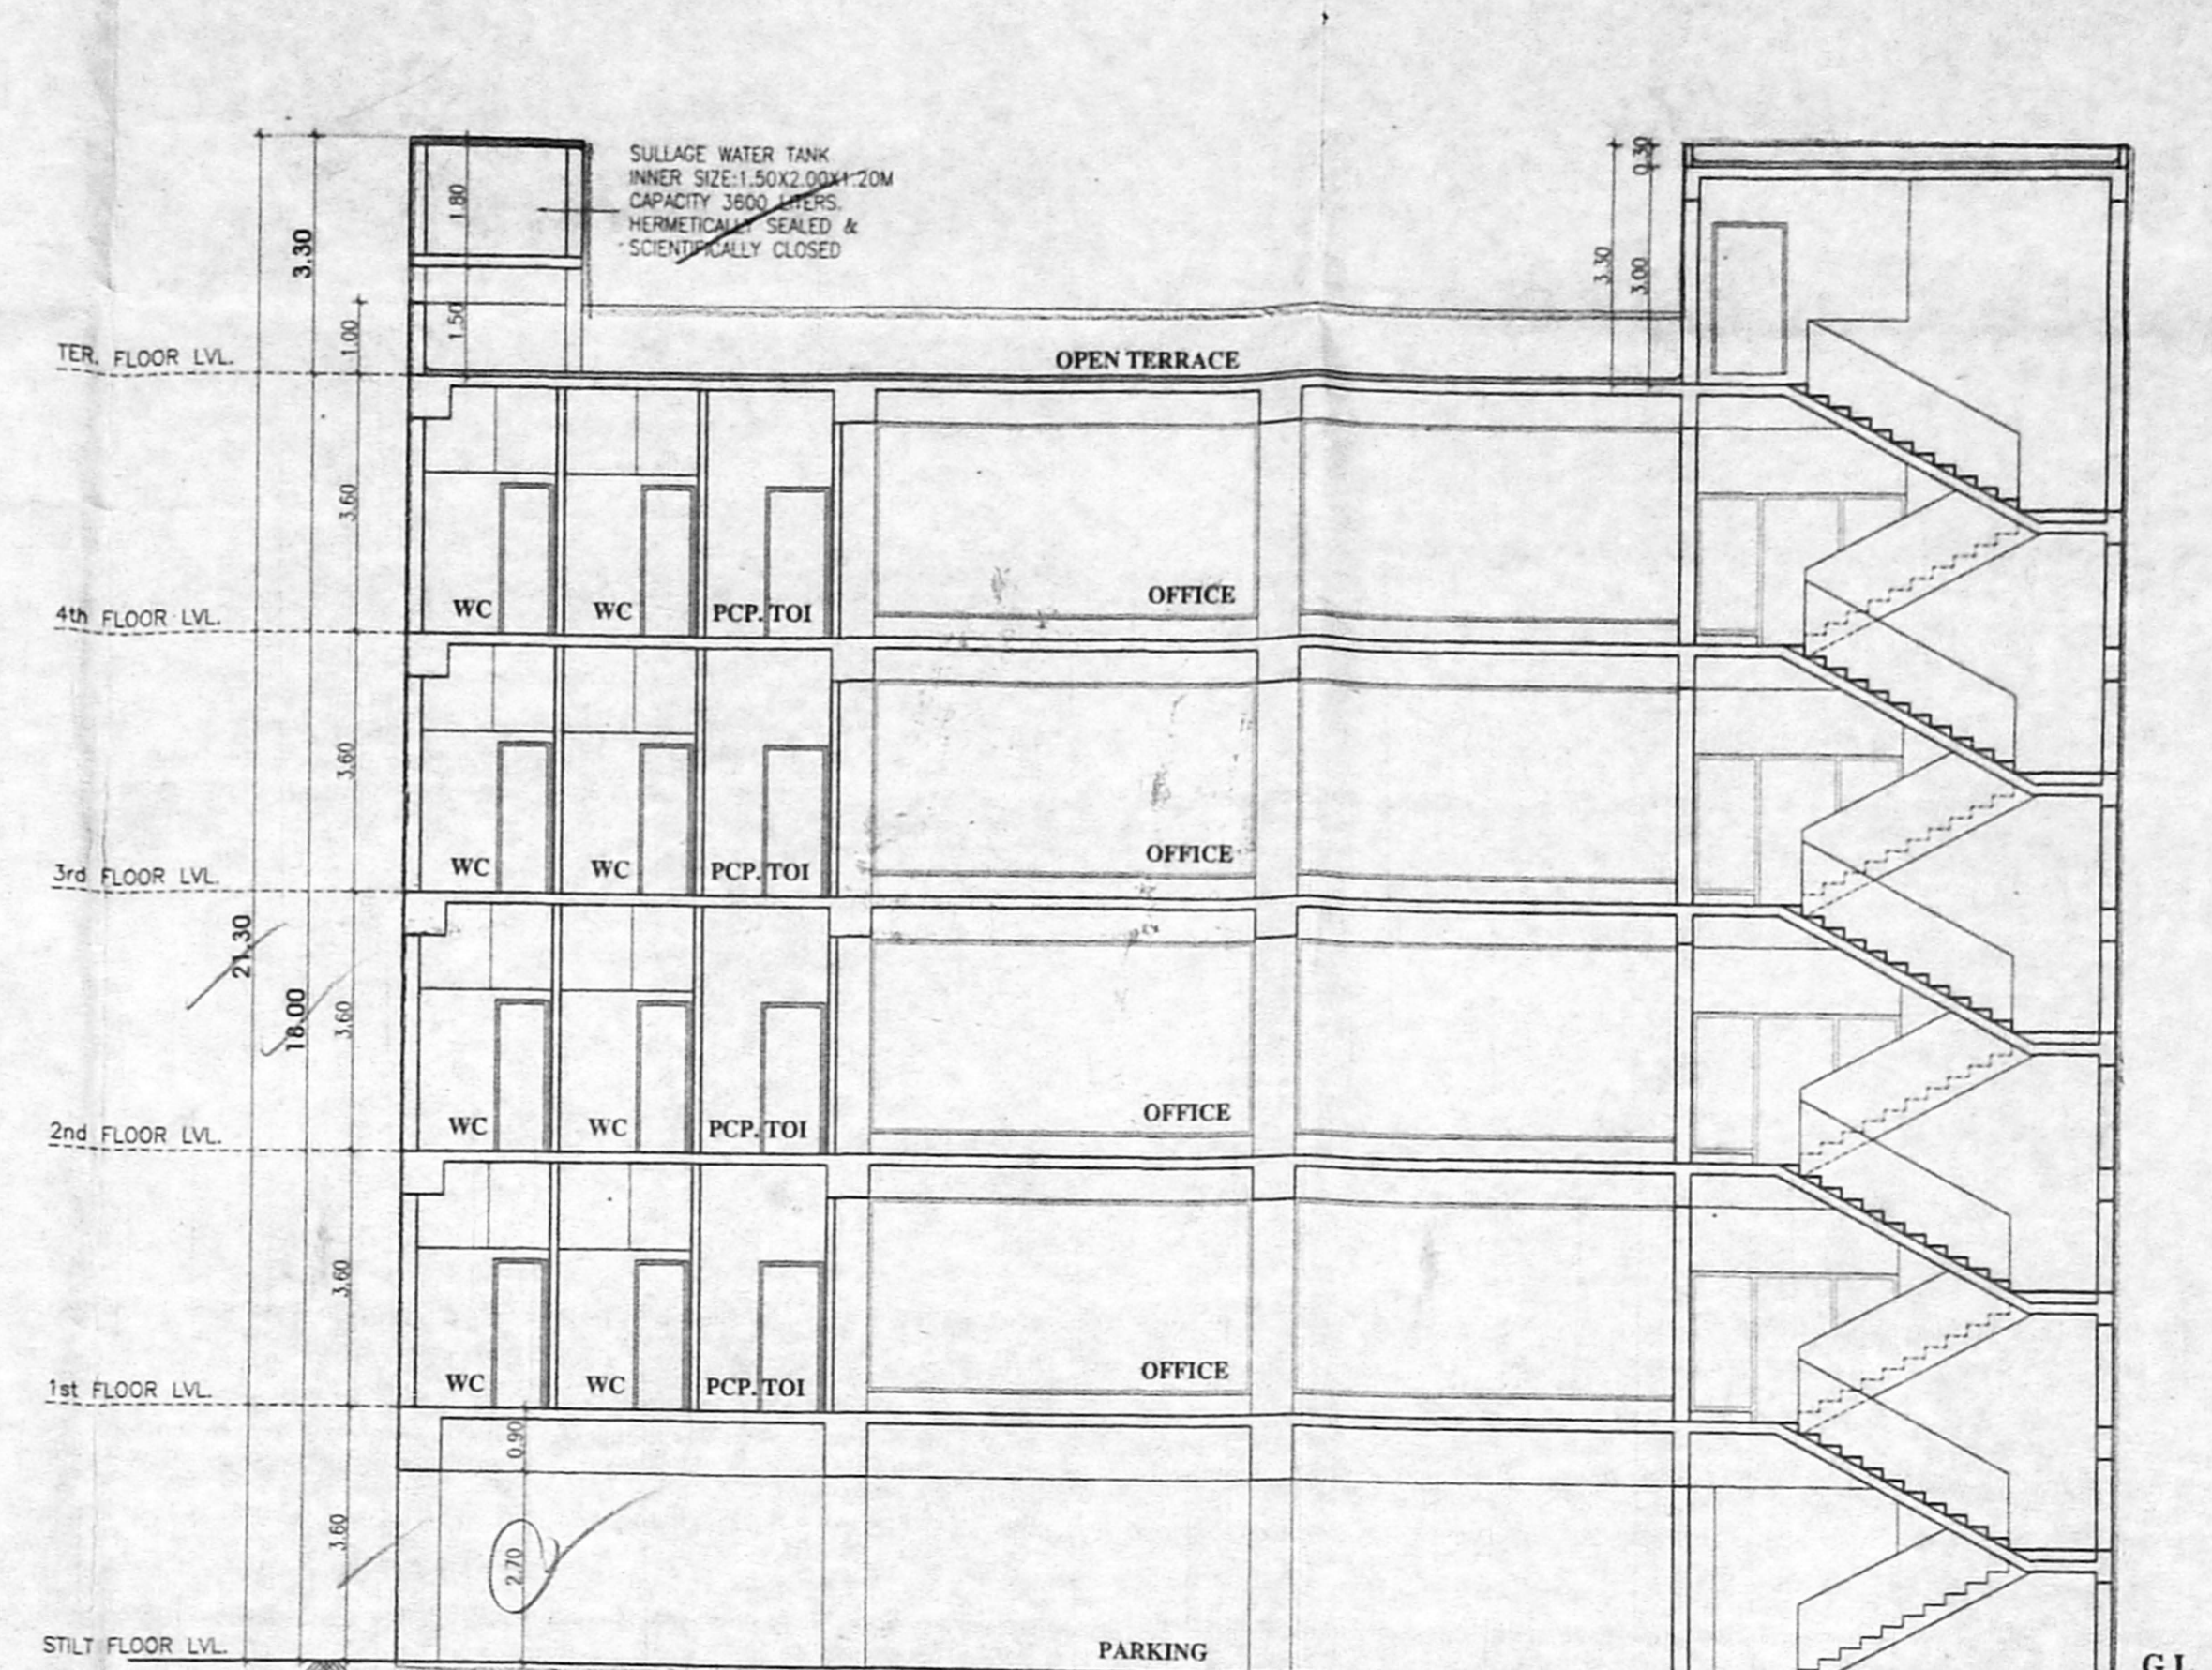 SULLAGE WATER TANK
INNER SIZE:1.50X2.00X1.20M
CAPACITY 3600 LITERS.
HERMETICALLY SEALED &
SCIENTIFICALLY CLOSED
0.30
1.80
3.30
3.30
3.00
1.50
1.00
TER. FLOOR LVL.
OPEN TERRACE
3.60
OFFICE
4th FLOOR LVL.
WC
WC
PCP. TOI
3.60
OFFICE
3rd FLOOR LVL.
WC
WC
PCP. TOI
21.30
18.00
3.60
OFFICE
2nd FLOOR LVL.
WC
WC
PCP. TOI
3.60
OFFICE
1st FLOOR LVL.
WC
WC
PCP. TOI
0.90
3.60
2.70
STILT FLOOR LVL.
PARKING